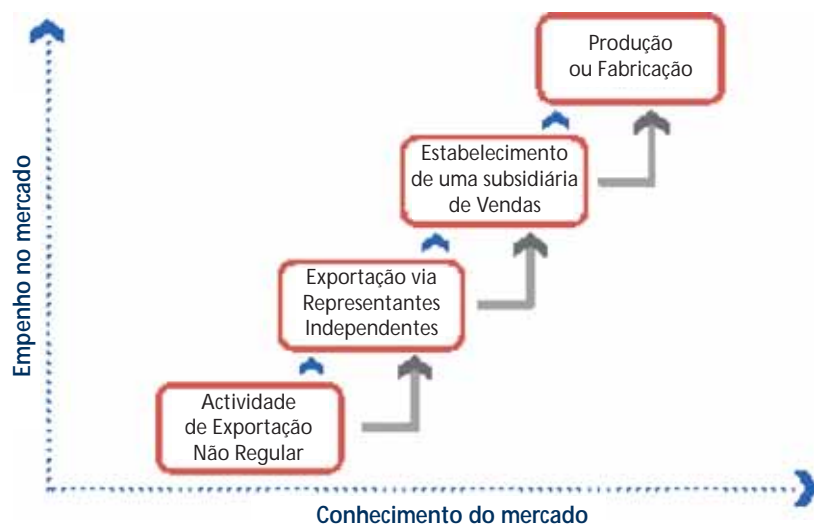 Produção
ou Fabricação
Estabelecimento
de uma subsidiária
de Vendas
Exportação via
Representantes
Independentes
Actividade
de Exportação
Não Regular
Empenho no mercado
Conhecimento do mercado